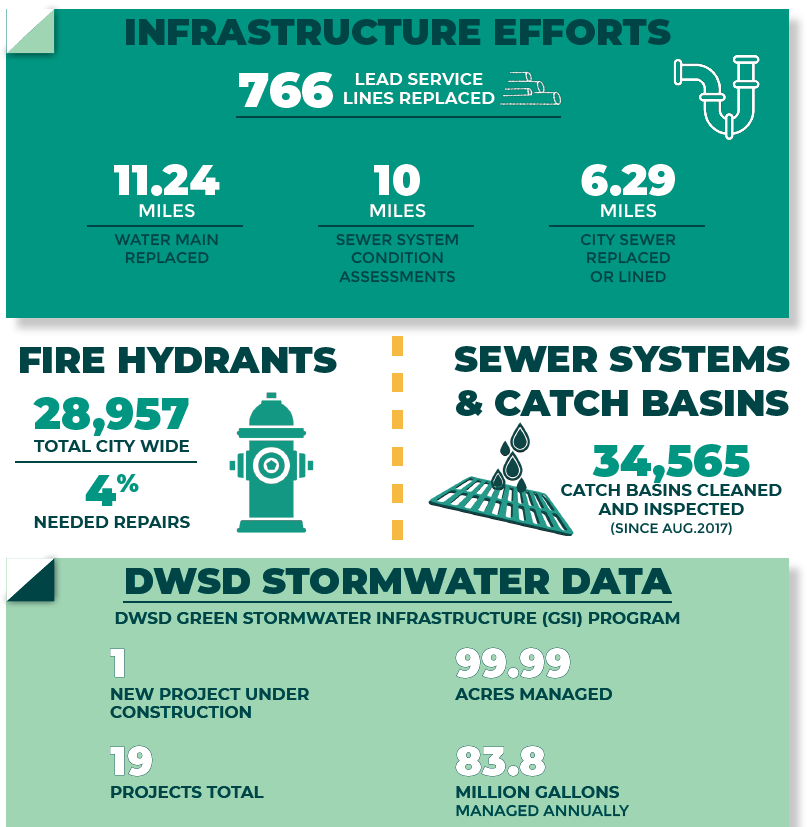 INFRASTRUCTURE EFFORTS
766
LEAD SERVICE
LINES REPLACED
11.24
MILES
WATER MAIN
REPLACED
10
MILES
SEWER SYSTEM
CONDITION
ASSESSMENTS
6.29
MILES
CITY SEWER
REPLACED
OR LINED
FIRE HYDRANTS
28,957
TOTAL CITY WIDE
4%
NEEDED REPAIRS
SEWER SYSTEMS
& CATCH BASINS
34,565
CATCH BASINS CLEANED
AND INSPECTED
(SINCE AUG.2017)
DWSD STORMWATER DATA
DWSD GREEN STORMWATER INFRASTRUCTURE (GSI) PROGRAM
1
NEW PROJECT UNDER
CONSTRUCTION
99.99
ACRES MANAGED
19
PROJECTS TOTAL
83.8
MILLION GALLONS
MANAGED ANNUALLY